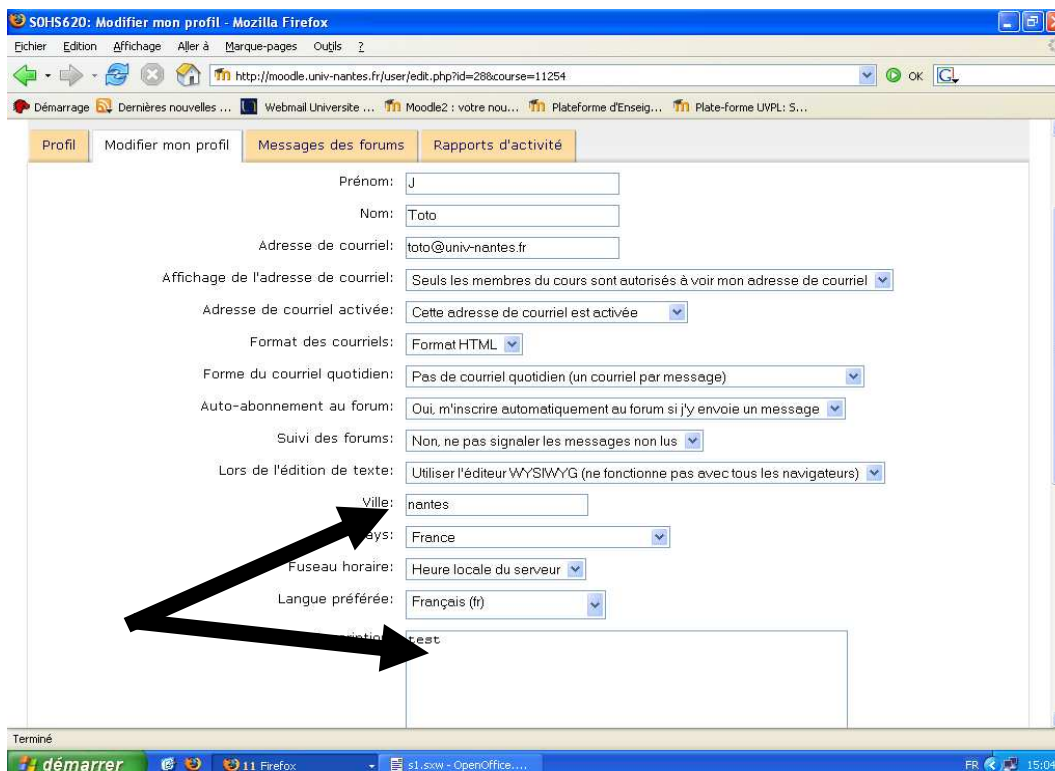 SOHS620: Modifier mon profil - Mozilla Firefox
Fichier Edition Affichage Aller à Marque-pages Outils ?
http://moodle.univ-nantes.fr/user/edit.php?id=28&course=11254 OK
Démarrage Dernières nouvelles ... Webmail Universite ... Moodle2 : votre nou... Plateforme d'Enseig... Plate-forme UVPL: S...
Profil Modifier mon profil Messages des forums Rapports d'activité
Prénom: J
Nom: Toto
Adresse de courriel: toto@univ-nantes.fr
Affichage de l'adresse de courriel: Seuls les membres du cours sont autorisés à voir mon adresse de courriel
Adresse de courriel activée: Cette adresse de courriel est activée
Format des courriels: Format HTML
Forme du courriel quotidien: Pas de courriel quotidien (un courriel par message)
Auto-abonnement au forum: Oui, m'inscrire automatiquement au forum si j'y envoie un message
Suivi des forums: Non, ne pas signaler les messages non lus
Lors de l'édition de texte: Utiliser l'éditeur WYSIWYG (ne fonctionne pas avec tous les navigateurs)
Ville: nantes
ays: France
Fuseau horaire: Heure locale du serveur
Langue préférée: Français (fr)
test
Terminé
démarrer 11 Firefox s1.sxw - OpenOffice.... FR 15:04